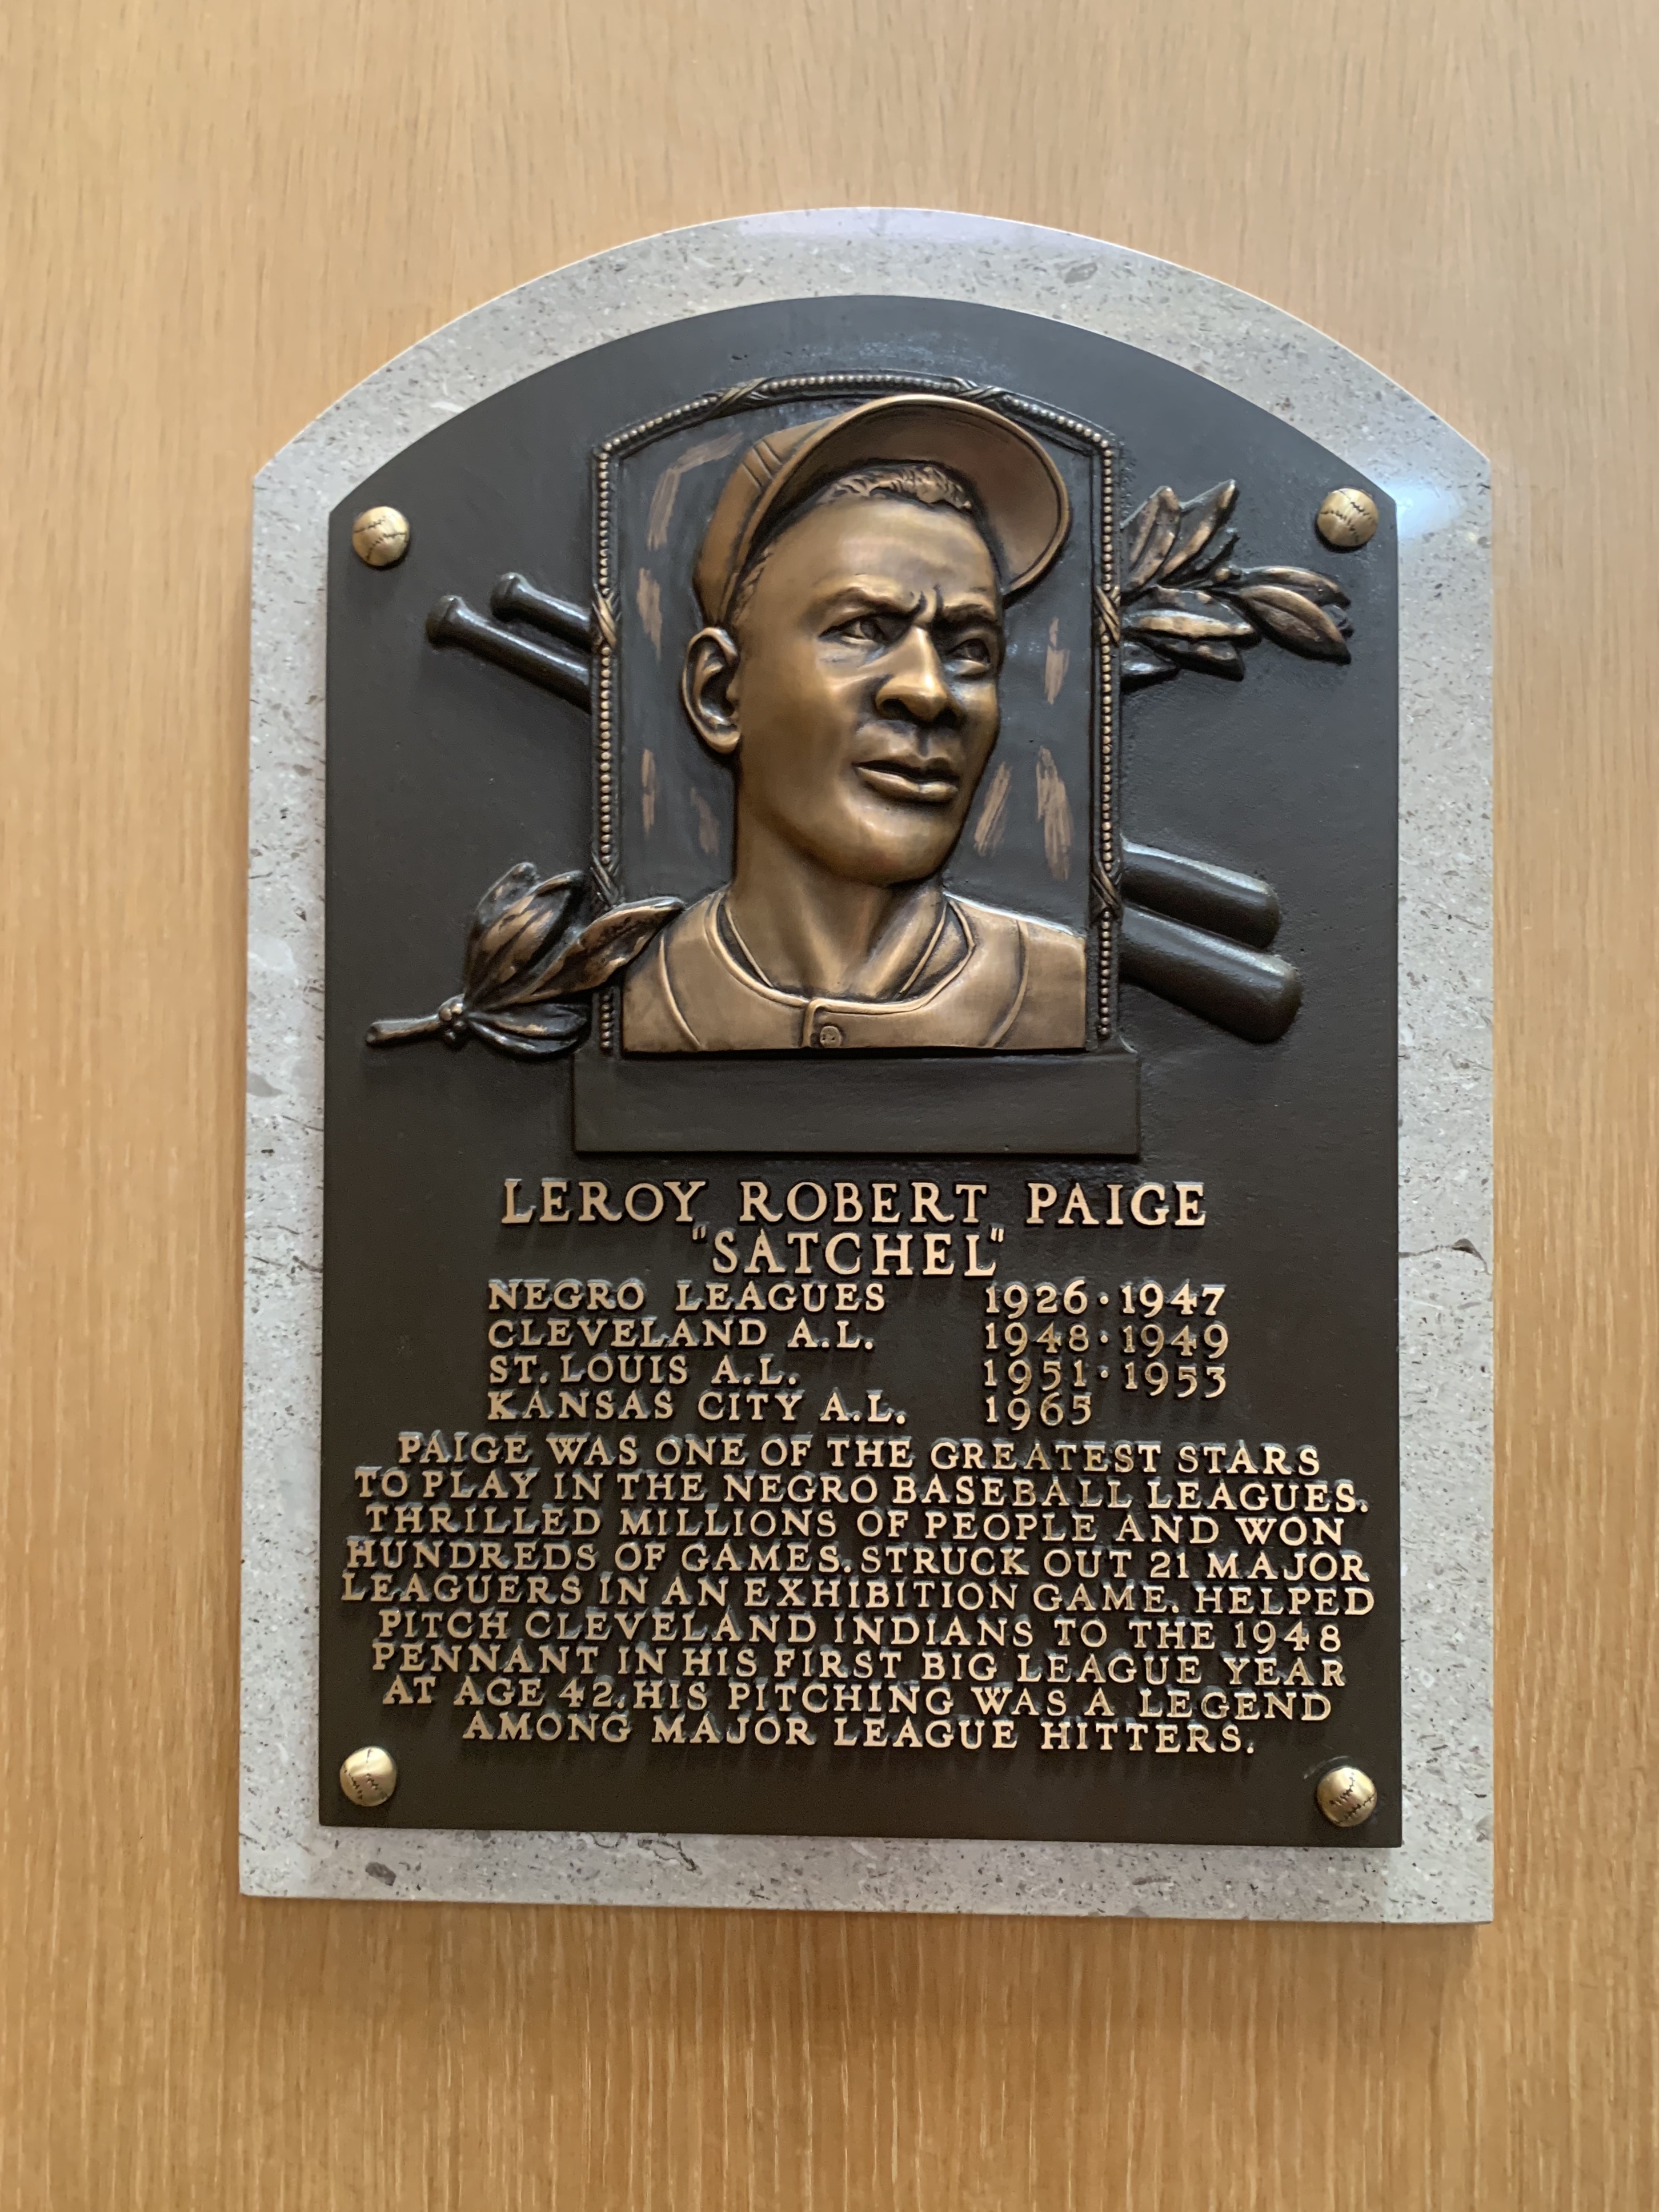 LEROY ROBERT PAIGE
"SATCHEL"
NEGRO LEAGUES 1926·1947
CLEVELAND A.L. 1948·1949
ST. LOUIS A.L. 1951·1953
KANSAS CITY A.L. 1965
PAIGE WAS ONE OF THE GREATEST STARS
TO PLAY IN THE NEGRO BASEBALL LEAGUES.
THRILLED MILLIONS OF PEOPLE AND WON
HUNDREDS OF GAMES. STRUCK OUT 21 MAJOR
LEAGUERS IN AN EXHIBITION GAME. HELPED
PITCH CLEVELAND INDIANS TO THE 1948
PENNANT IN HIS FIRST BIG LEAGUE YEAR
AT AGE 42. HIS PITCHING WAS A LEGEND
AMONG MAJOR LEAGUE HITTERS.